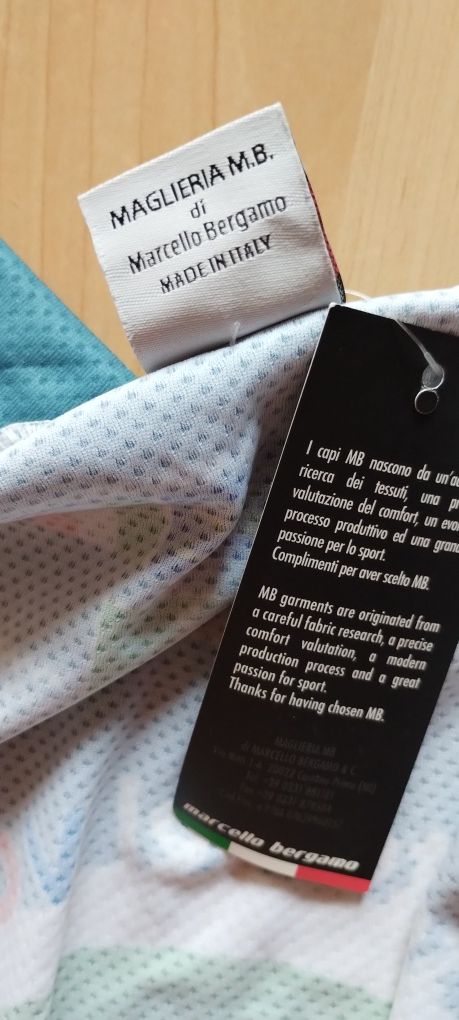 MAGLIERIA M.B.
di
Marcello Bergamo
MADE IN ITALY
I capi MB nascono da un'
ricerca dei tessuti, una
valutazione del comfort, un
processo produttivo ed una
passione per lo sport.
Complimenti per aver scelto MB.
MB garments are originated from
a careful fabric research, a precise
comfort valutation, a modern
production process and a great
passion for sport.
Thanks for having chosen MB.
MAGLIERIA MB
di MARCELLO BERGAMO & C.
marcello bergamo